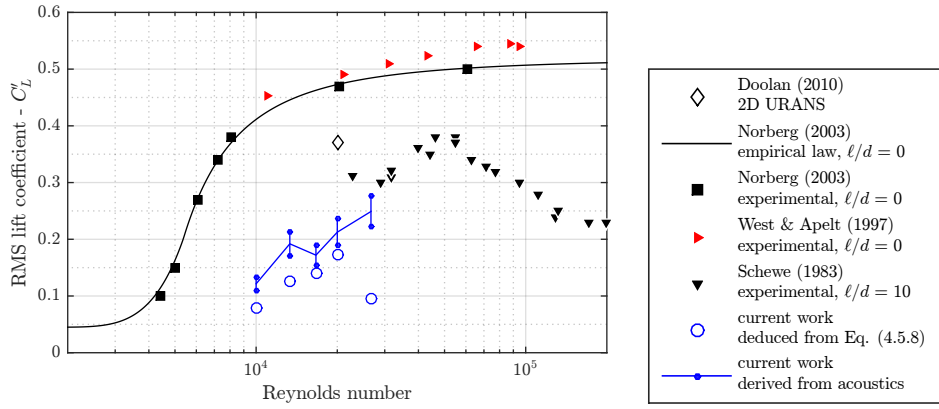 0.6
0.5
0.4
0.3
0.2
0.1
0
RMS lift coefficient - C′_L
10^4
10^5
Reynolds number
Doolan (2010)
2D URANS
Norberg (2003)
empirical law, ℓ/d = 0
Norberg (2003)
experimental, ℓ/d = 0
West & Apelt (1997)
experimental, ℓ/d = 0
Schewe (1983)
experimental, ℓ/d = 10
current work
deduced from Eq. (4.5.8)
current work
derived from acoustics